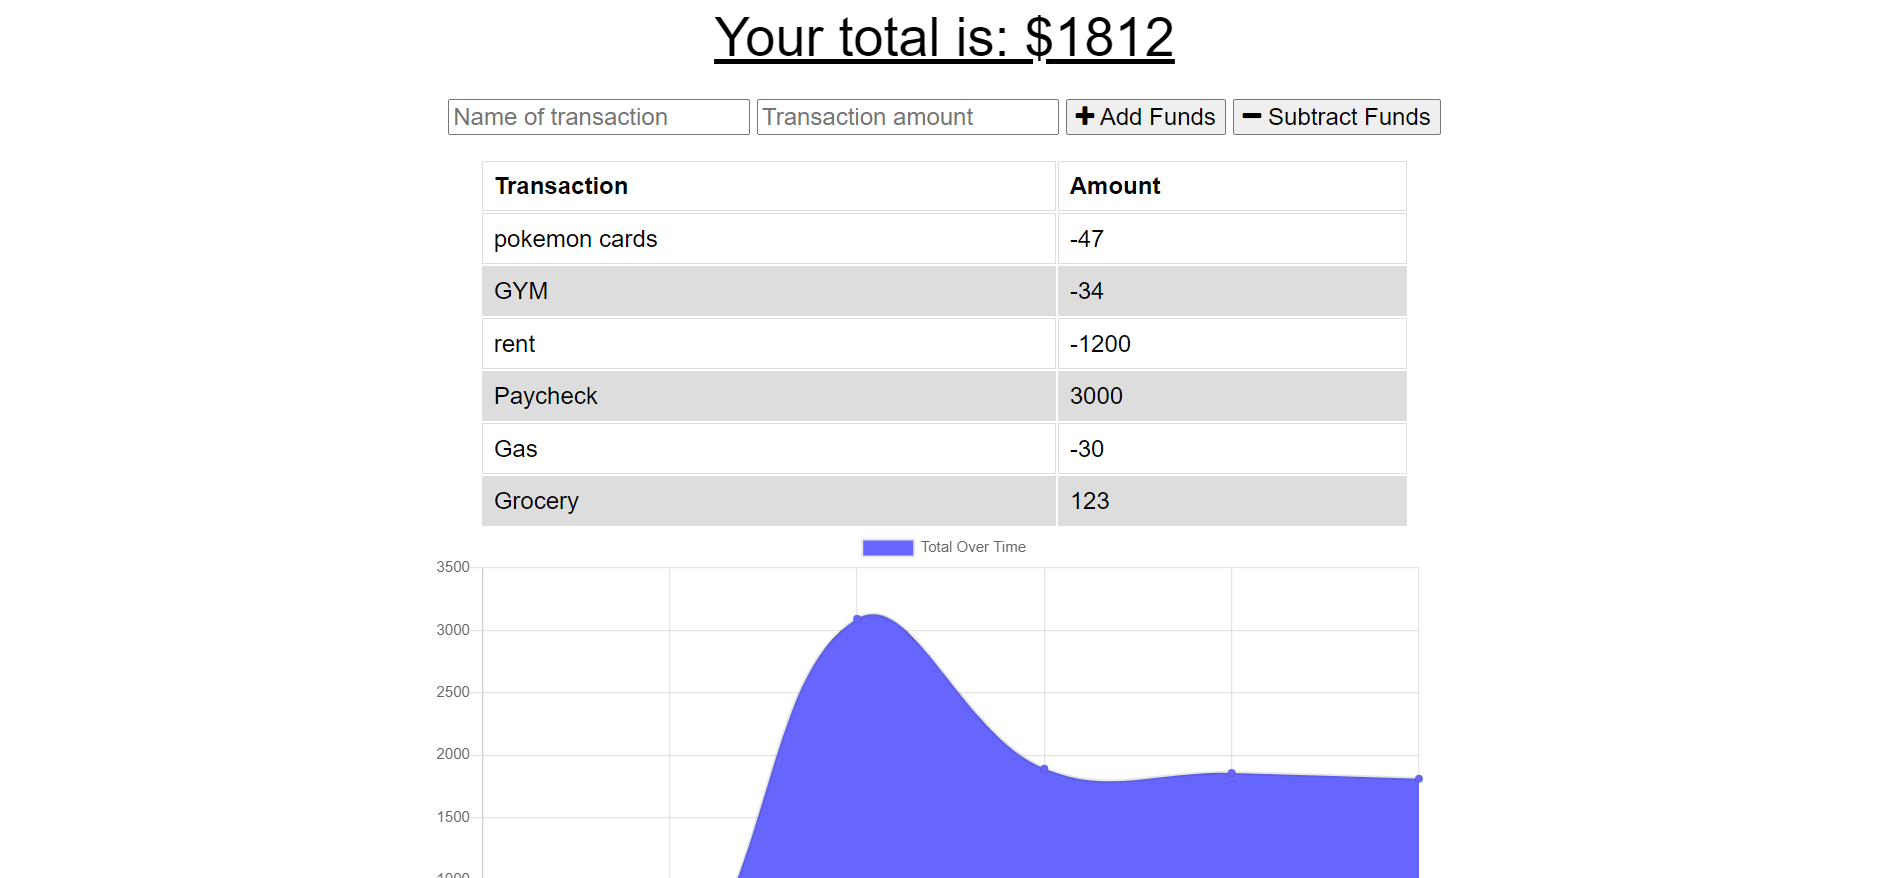 Your total is: $1812
Name of transaction Transaction amount Add Funds Subtract Funds
Transaction Amount
pokemon cards -47
GYM -34
rent -1200
Paycheck 3000
Gas -30
Grocery 123
Total Over Time
3500
3000
2500
2000
1500
1000